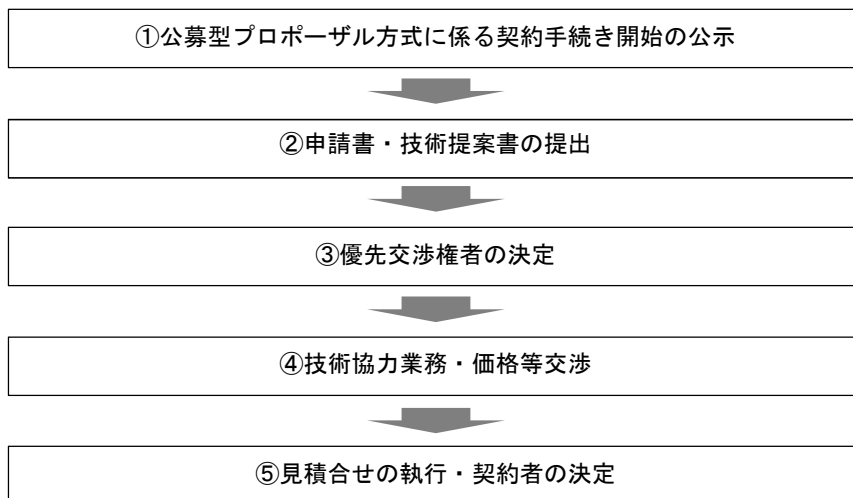 ①公募型プロポーザル方式に係る契約手続き開始の公示
②申請書・技術提案書の提出
③優先交渉権者の決定
④技術協力業務・価格等交渉
⑤見積合せの執行・契約者の決定